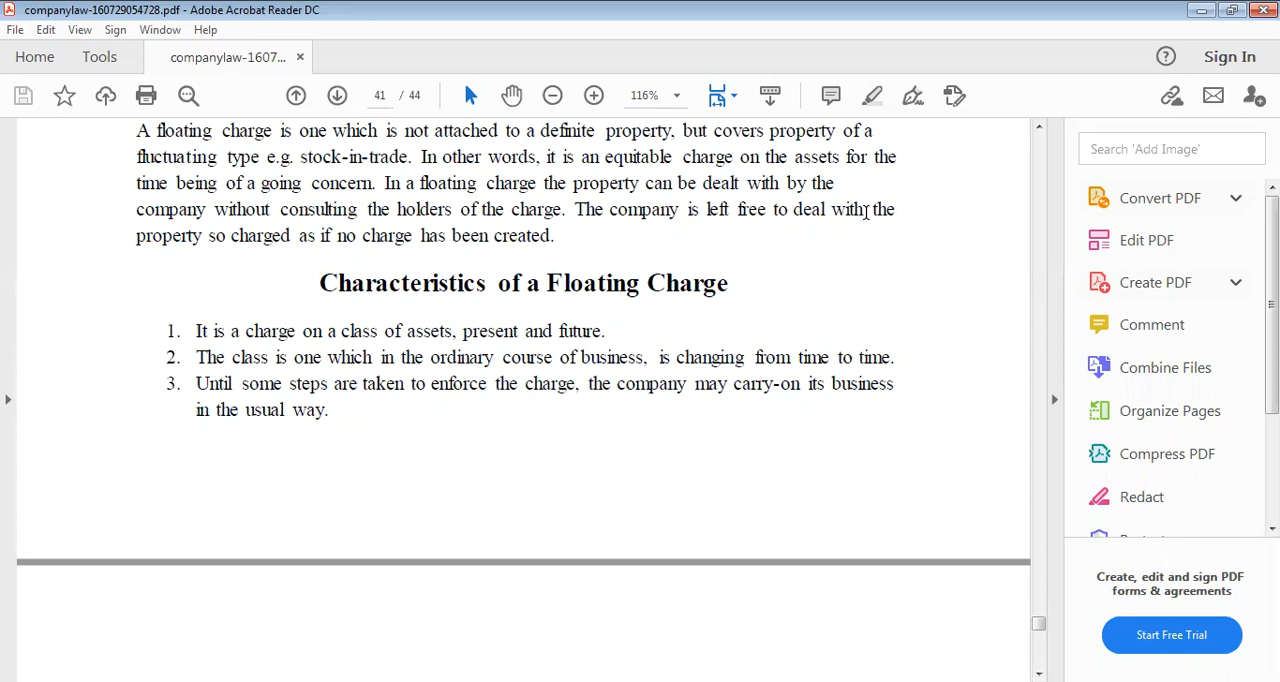 companylaw-160729054728.pdf - Adobe Acrobat Reader DC
File Edit View Sign Window Help
Home Tools companylaw-1607... × Sign In
41 / 44 116%
A floating charge is one which is not attached to a definite property, but covers property of a
fluctuating type e.g. stock-in-trade. In other words, it is an equitable charge on the assets for the
time being of a going concern. In a floating charge the property can be dealt with by the
company without consulting the holders of the charge. The company is left free to deal with the
property so charged as if no charge has been created.
Characteristics of a Floating Charge
1. It is a charge on a class of assets, present and future.
2. The class is one which in the ordinary course of business, is changing from time to time.
3. Until some steps are taken to enforce the charge, the company may carry-on its business
in the usual way.
Search 'Add Image'
Convert PDF
Edit PDF
Create PDF
Comment
Combine Files
Organize Pages
Compress PDF
Redact
Create, edit and sign PDF
forms & agreements
Start Free Trial